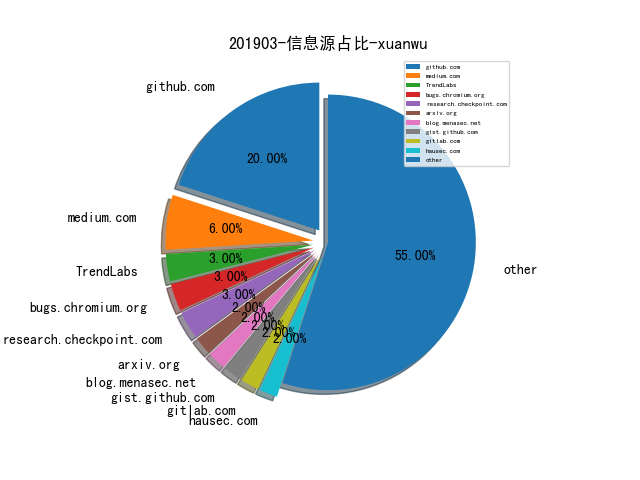 201903-信息源占比-xuanwu
github.com
medium.com
TrendLabs
bugs.chromium.org
research.checkpoint.com
arxiv.org
blog.menasec.net
gist.github.com
gitlab.com
hausec.com
other
20.00%
6.00%
3.00%
3.00%
3.00%
2.00%
2.00%
2.00%
2.00%
2.00%
55.00%
github.com
medium.com
TrendLabs
bugs.chromium.org
research.checkpoint.com
arxiv.org
blog.menasec.net
gist.github.com
gitlab.com
hausec.com
other